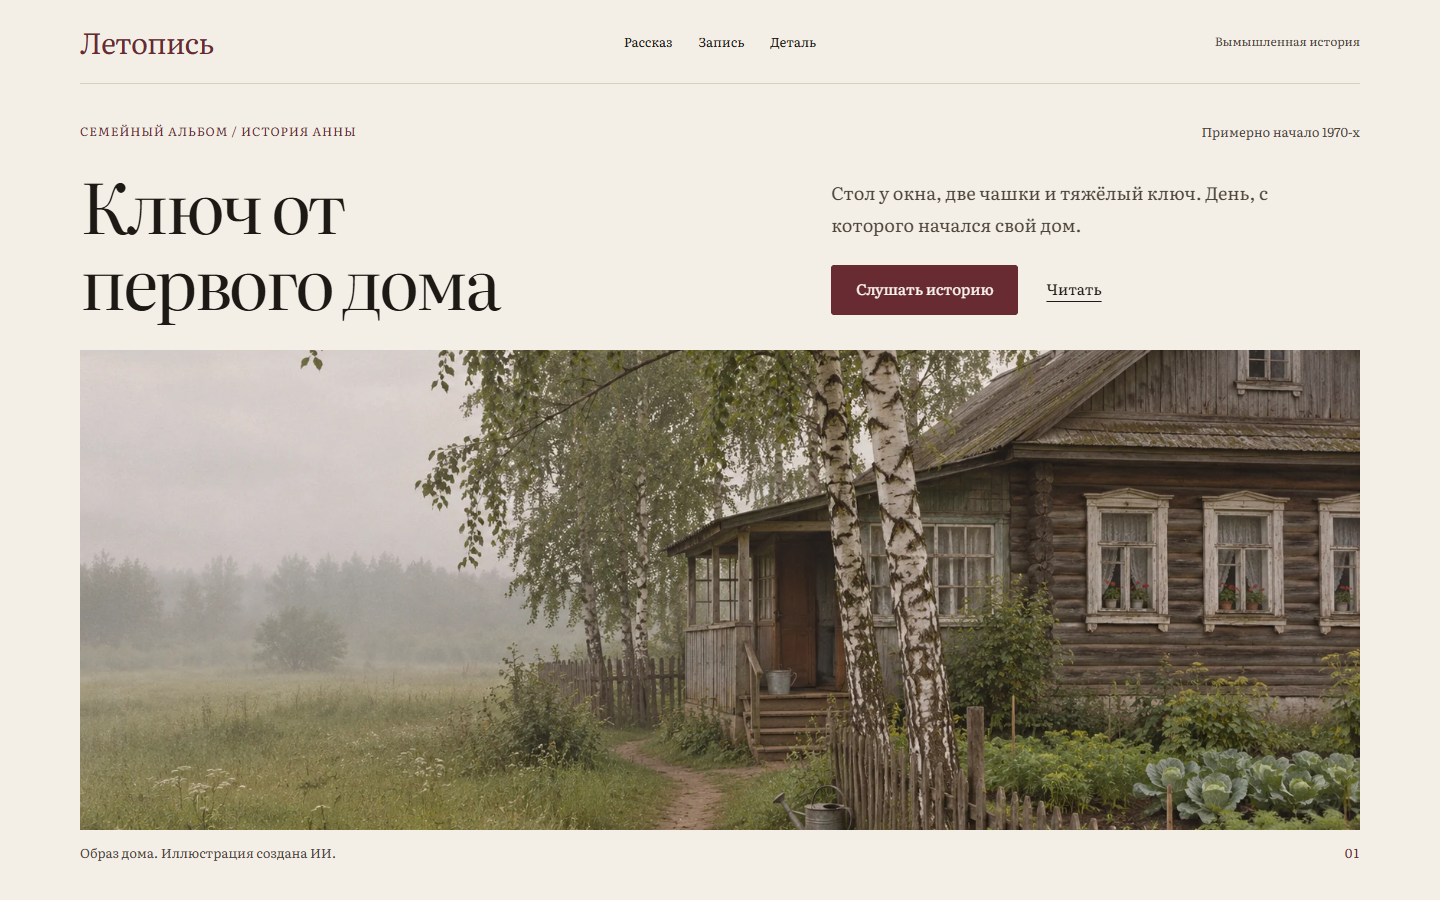 Летопись
Рассказ
Запись
Деталь
Вымышленная история
СЕМЕЙНЫЙ АЛЬБОМ / ИСТОРИЯ АННЫ
Примерно начало 1970-х
Ключ от
первого дома
Стол у окна, две чашки и тяжёлый ключ. День, с
которого начался свой дом.
Слушать историю
Читать
Образ дома. Иллюстрация создана ИИ.
01